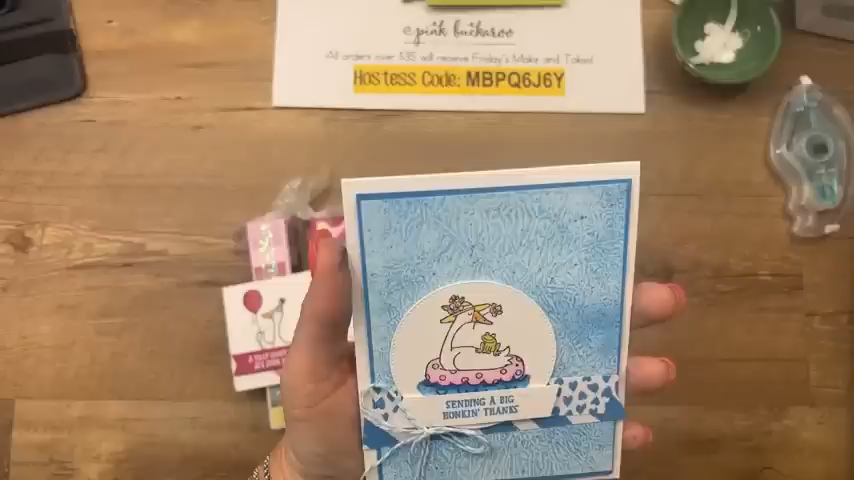 @pink buckaroo
All orders over $35 will receive Friday's Make and Takes!
Hostess Code: MBPQ6J6Y
SENDING A BIG
HONKIN' THANKS